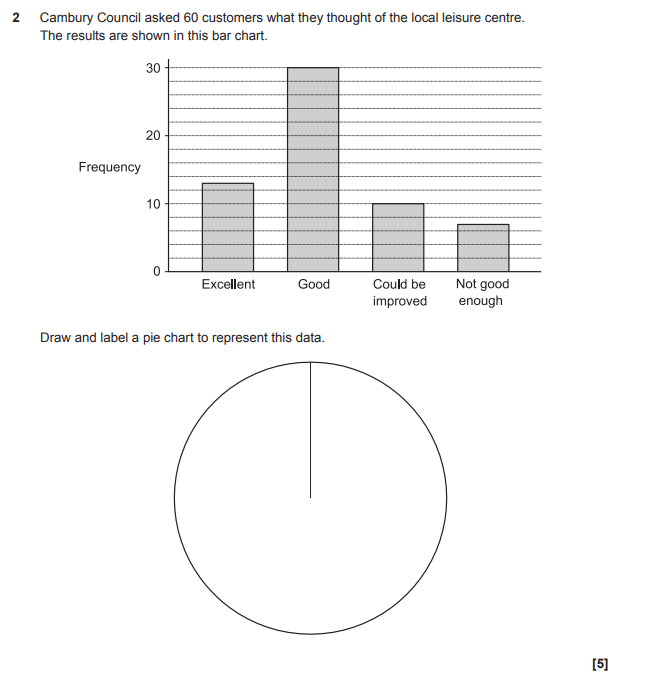 2 Cambury Council asked 60 customers what they thought of the local leisure centre.
The results are shown in this bar chart.
30
20
Frequency
10
0
Excellent Good Could be improved Not good enough
Draw and label a pie chart to represent this data.
[5]